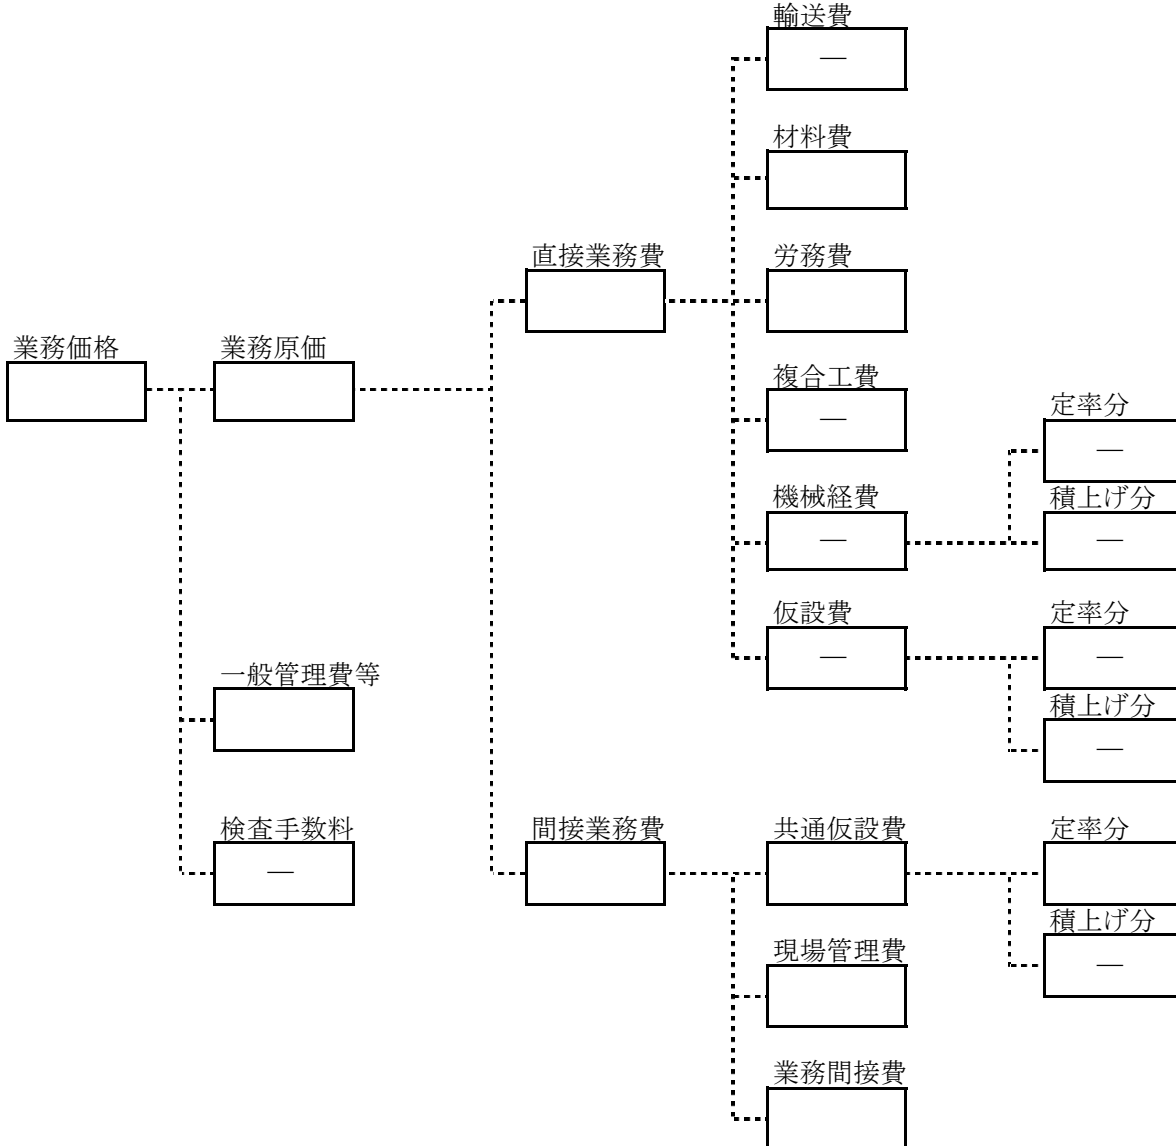 輸送費
―
材料費
直接業務費
労務費
業務価格
業務原価
複合工費
―
定率分
―
機械経費
―
積上げ分
―
仮設費
―
定率分
―
一般管理費等
積上げ分
―
検査手数料
―
間接業務費
共通仮設費
定率分
積上げ分
―
現場管理費
業務間接費